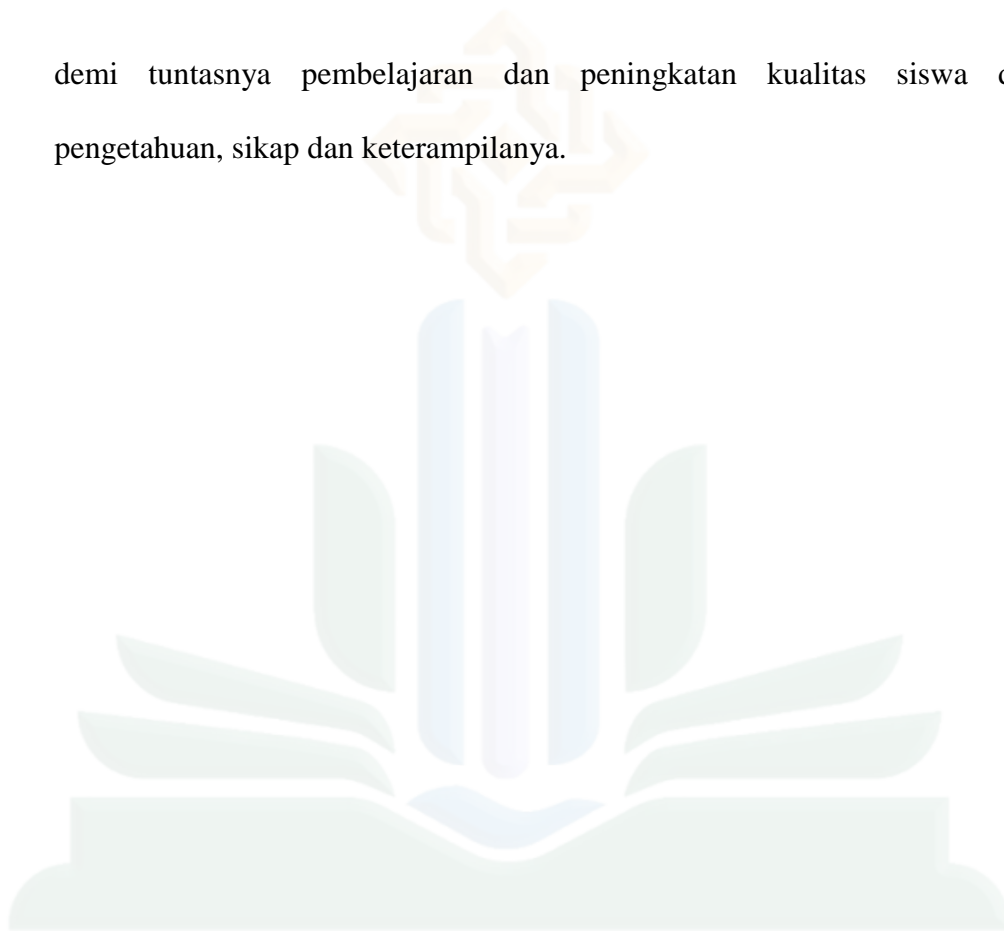 demi tuntasnya pembelajaran dan peningkatan kualitas siswa
pengetahuan, sikap dan keterampilanya.